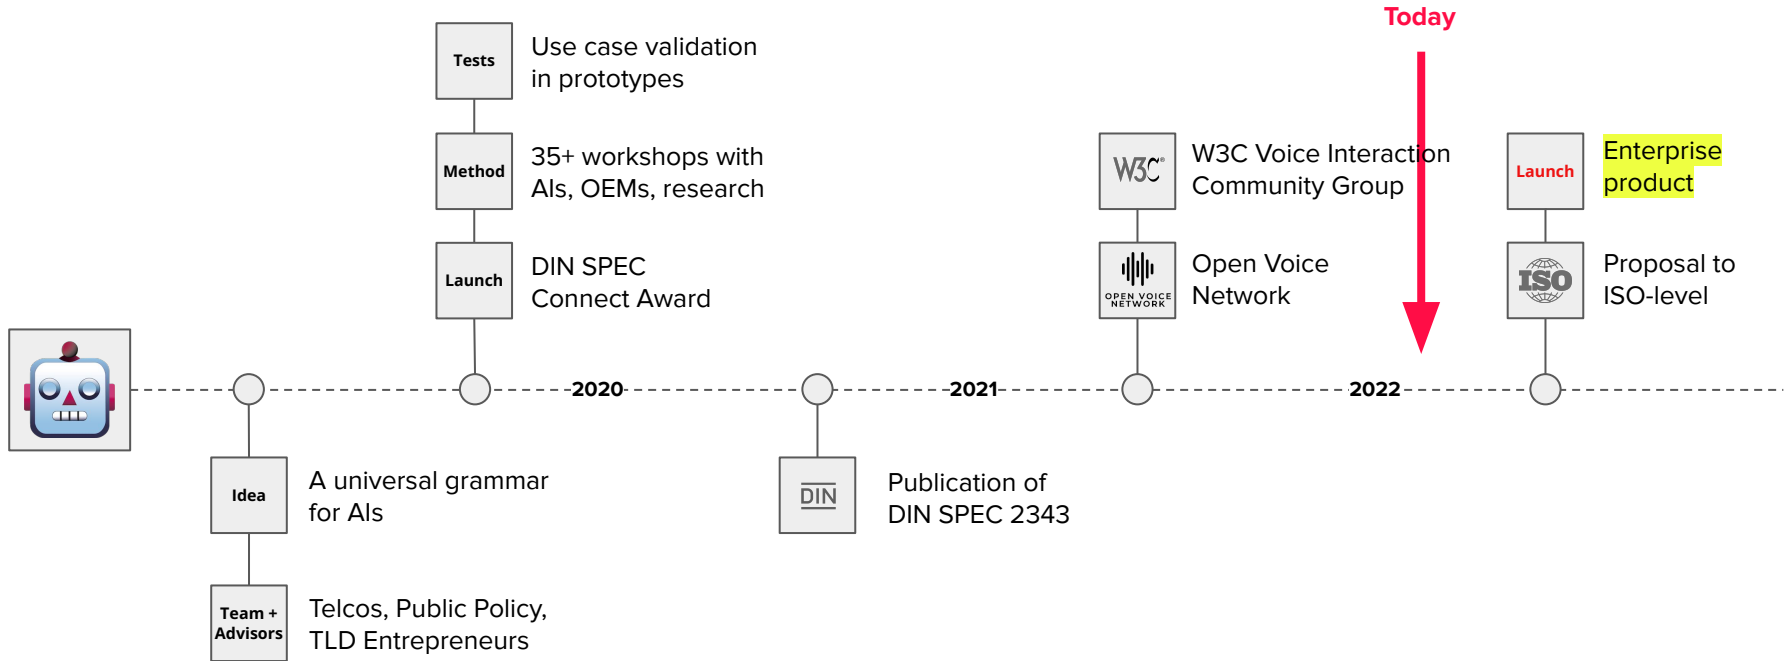 Today
Tests
Use case validation
in prototypes
Method
35+ workshops with
AIs, OEMs, research
Launch
DIN SPEC
Connect Award
W3C®
W3C Voice Interaction
Community Group
OPEN VOICE
NETWORK
Open Voice
Network
Launch
Enterprise
product
ISO
Proposal to
ISO-level
2020
2021
2022
Idea
A universal grammar
for AIs
Team +
Advisors
Telcos, Public Policy,
TLD Entrepreneurs
DIN
Publication of
DIN SPEC 2343